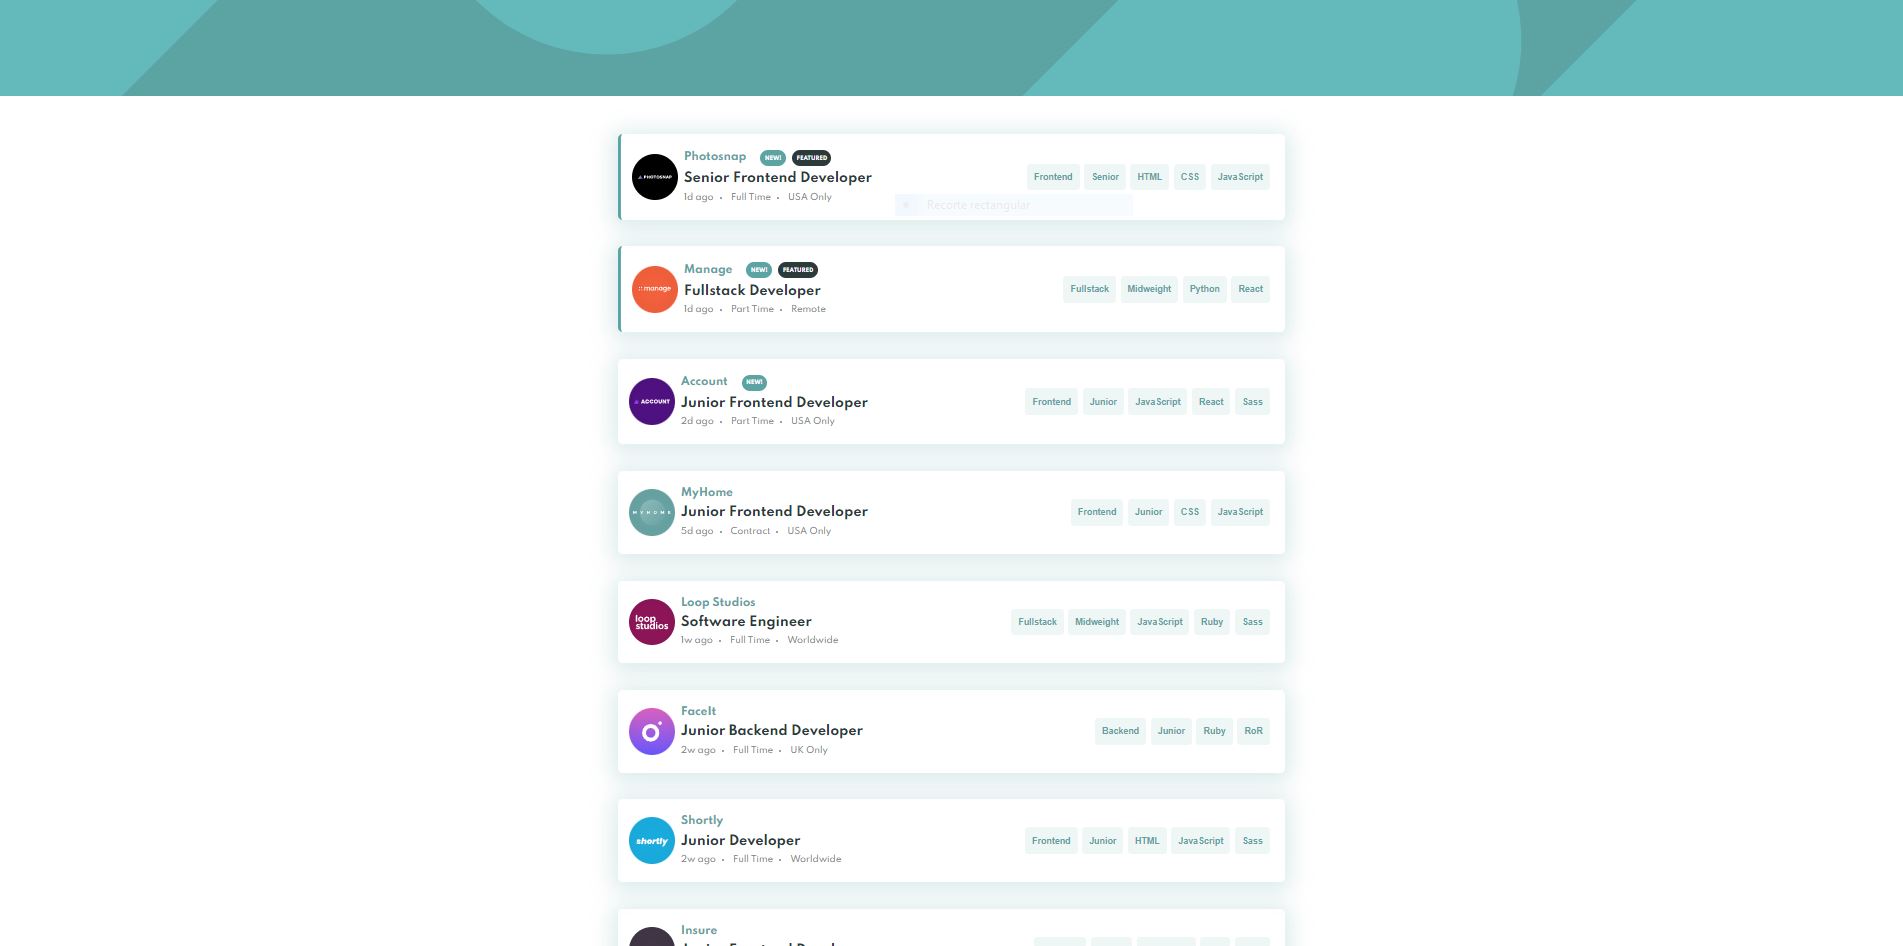 PHOTOSNAP
Photosnap NEW! FEATURED
Senior Frontend Developer
1d ago • Full Time • USA Only
Frontend Senior HTML CSS JavaScript
Recorte rectangular
manage
Manage NEW! FEATURED
Fullstack Developer
1d ago • Part Time • Remote
Fullstack Midweight Python React
ACCOUNT
Account NEW!
Junior Frontend Developer
2d ago • Part Time • USA Only
Frontend Junior JavaScript React Sass
MYHOME
MyHome
Junior Frontend Developer
5d ago • Contract • USA Only
Frontend Junior CSS JavaScript
loop
studios
Loop Studios
Software Engineer
1w ago • Full Time • Worldwide
Fullstack Midweight JavaScript Ruby Sass
FaceIt
Junior Backend Developer
2w ago • Full Time • UK Only
Backend Junior Ruby RoR
shortly
Shortly
Junior Developer
2w ago • Full Time • Worldwide
Frontend Junior HTML JavaScript Sass
Insure